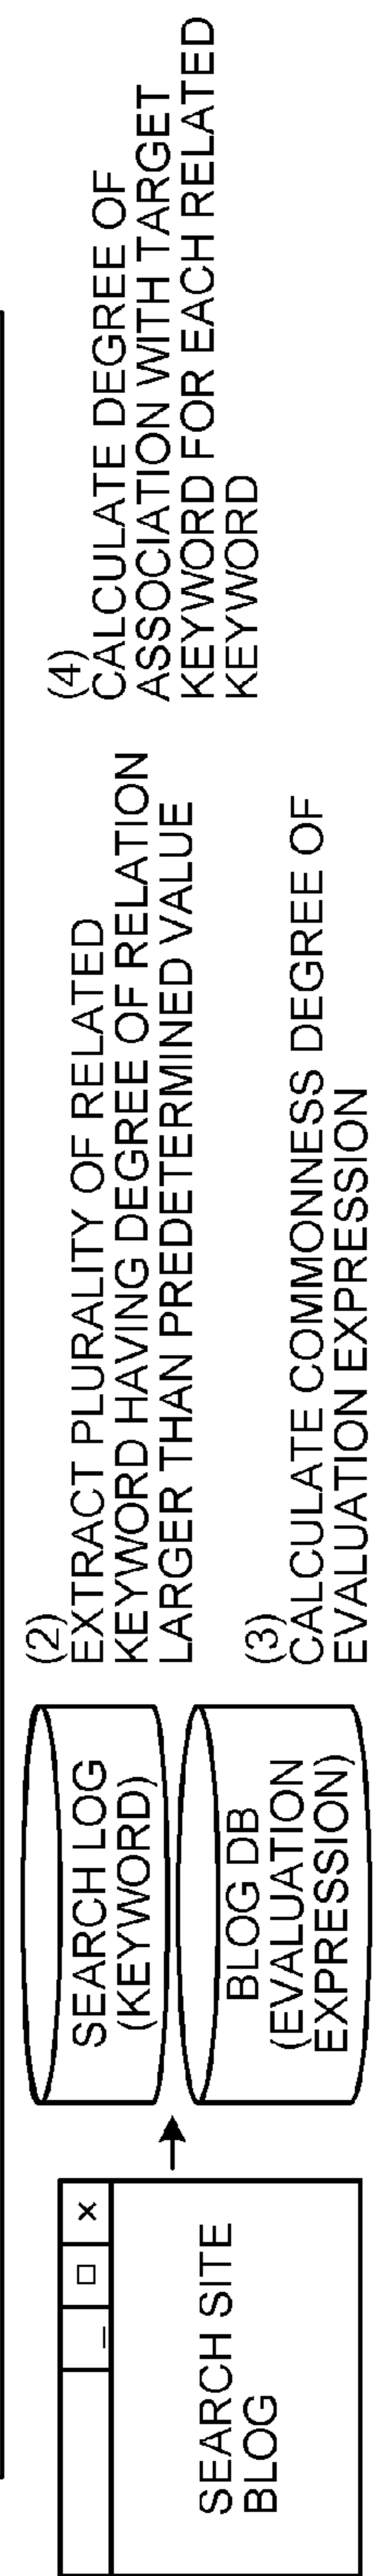 SEARCH SITE
BLOG
SEARCH LOG
(KEYWORD)
BLOG DB
(EVALUATION
EXPRESSION)
(2)
EXTRACT PLURALITY OF RELATED
KEYWORD HAVING DEGREE OF RELATION
LARGER THAN PREDETERMINED VALUE
(3)
CALCULATE COMMONNESS DEGREE OF
EVALUATION EXPRESSION
(4)
CALCULATE DEGREE OF
ASSOCIATION WITH TARGET
KEYWORD FOR EACH RELATED
KEYWORD